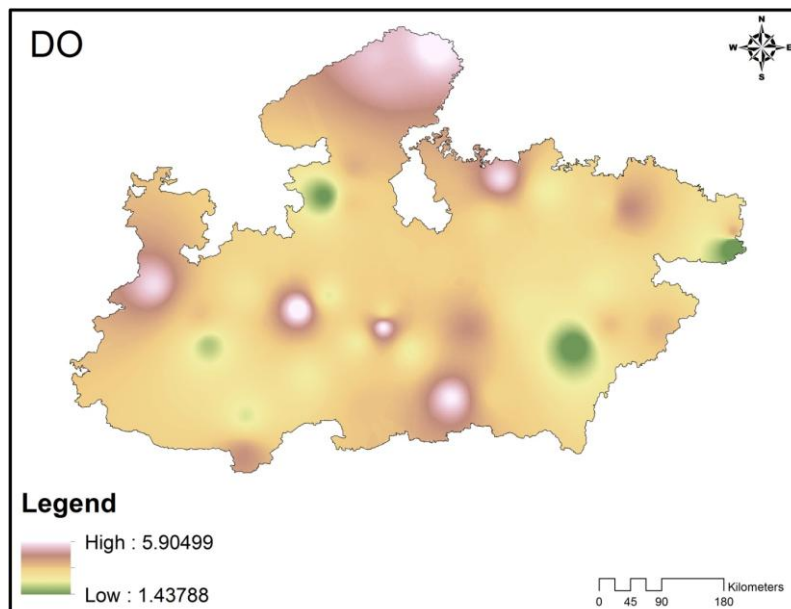 DO
N
W E
S
Legend
High : 5.90499
Low : 1.43788
Kilometers
0 45 90 180